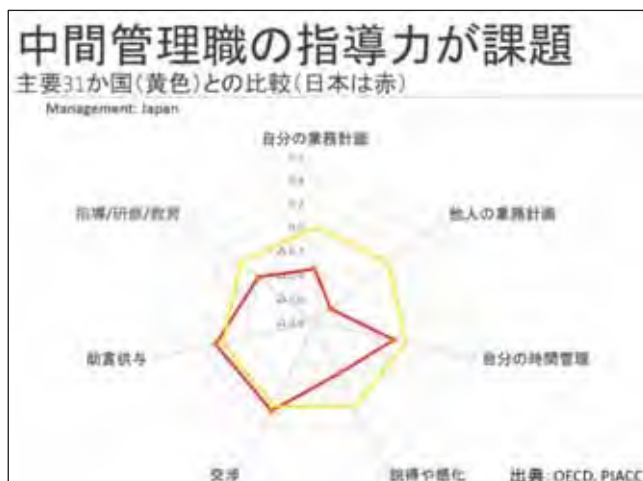 中間管理職の指導力が課題
主要31か国(黄色)との比較(日本は赤)
Management: Japan
自分の業務計画
指導/研修/教育
他人の業務計画
助言供与
自分の時間管理
交渉
説得や感化
出典:OECD, PIACC